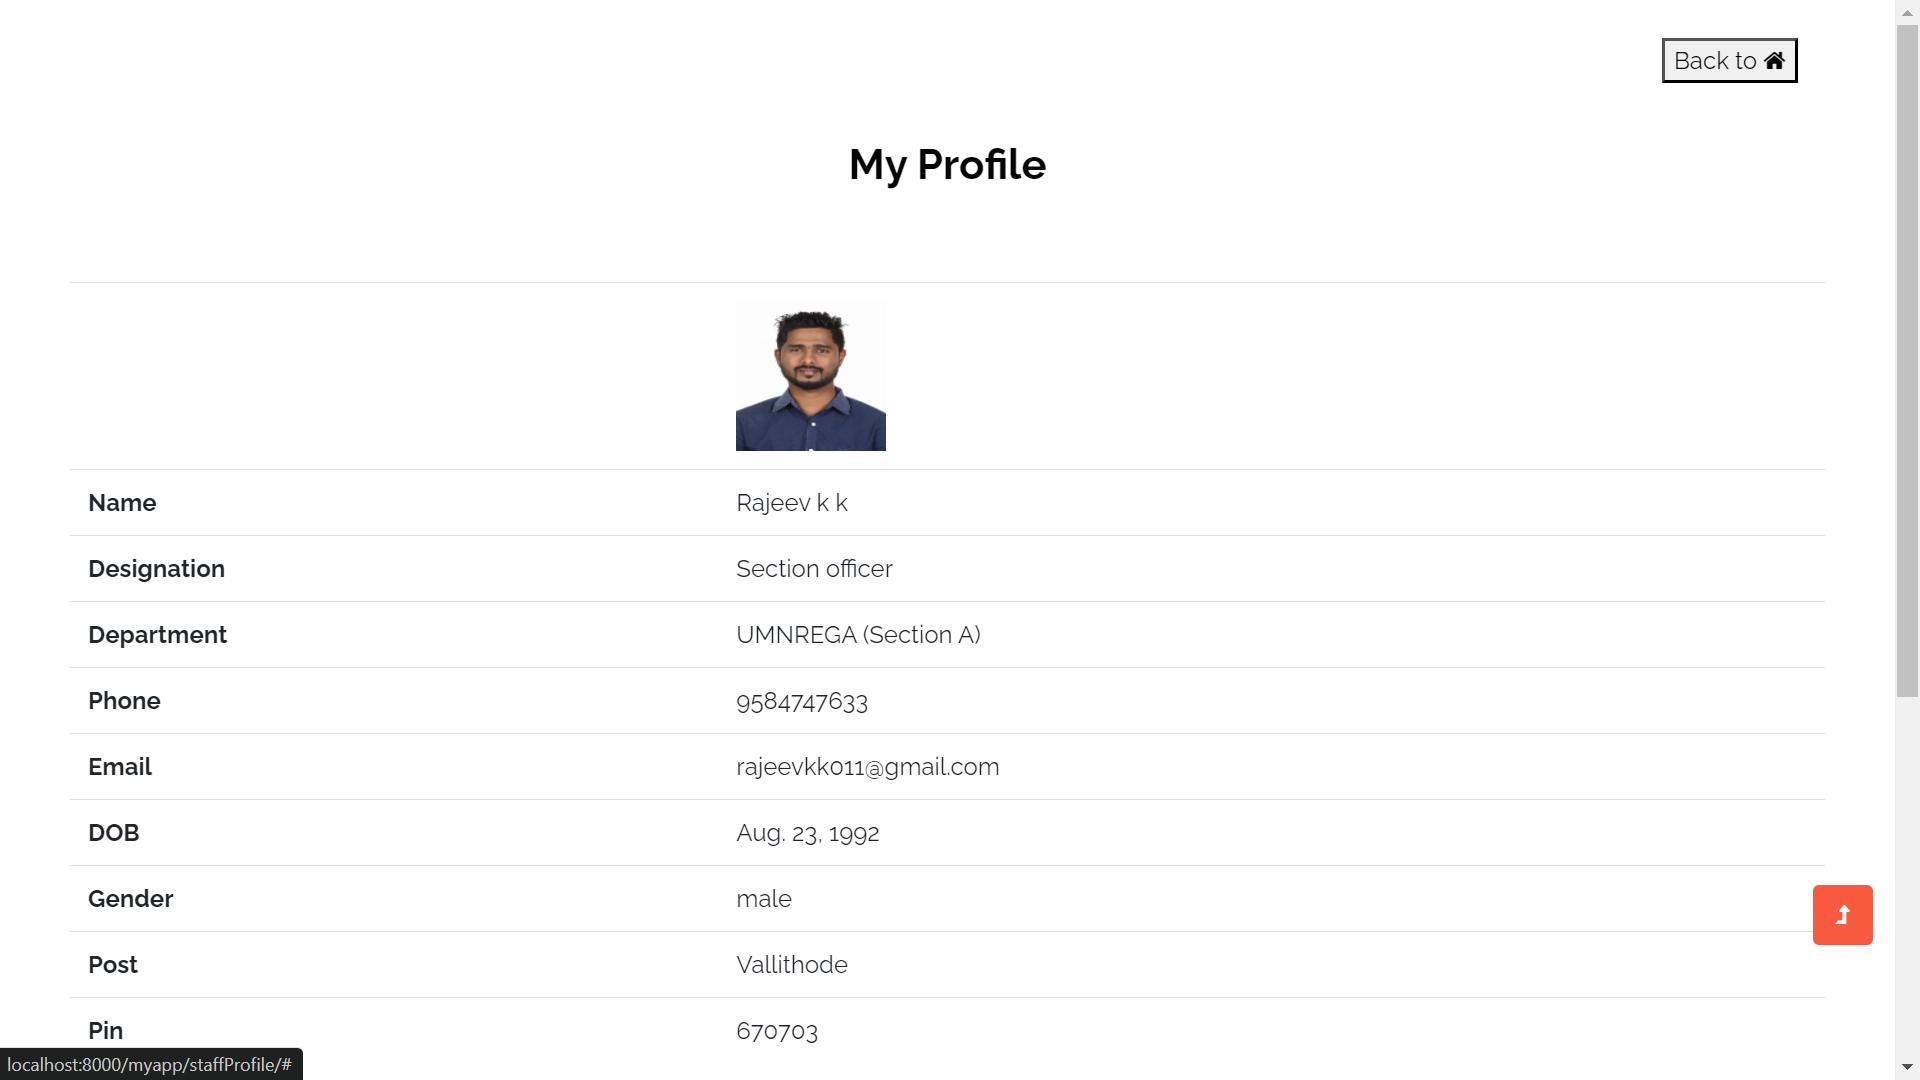 Back to
My Profile
Name Rajeev k k
Designation Section officer
Department UMNREGA (Section A)
Phone 9584747633
Email rajeevkk011@gmail.com
DOB Aug. 23, 1992
Gender male
Post Vallithode
Pin 670703
localhost:8000/myapp/staffProfile/#